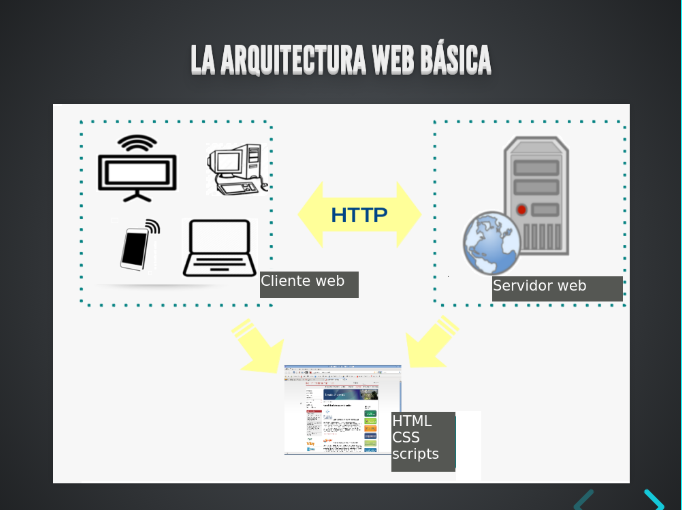 LA ARQUITECTURA WEB BÁSICA
HTTP
Cliente web
Servidor web
HTML
CSS
scripts